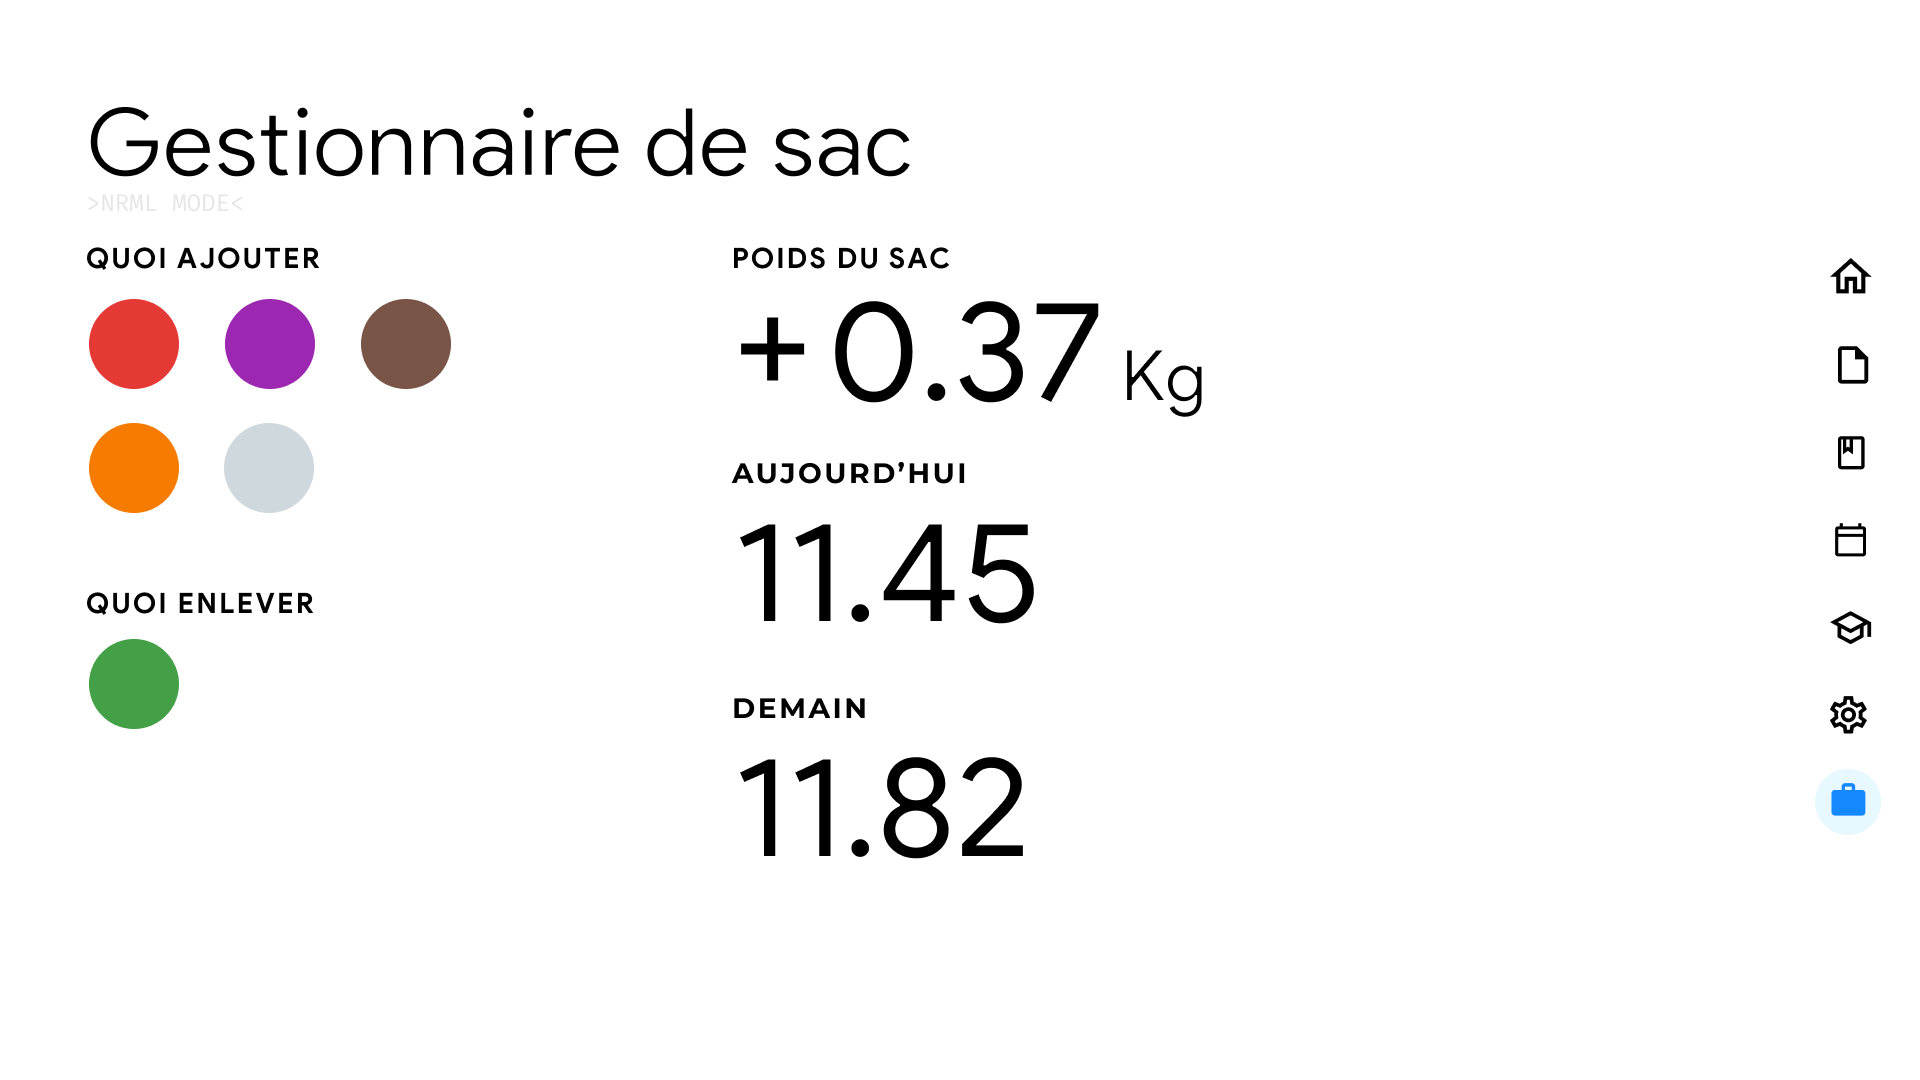 Gestionnaire de sac
>NRML MODE<
QUOI AJOUTER
QUOI ENLEVER
POIDS DU SAC
+ 0.37 Kg
AUJOURD’HUI
11.45
DEMAIN
11.82